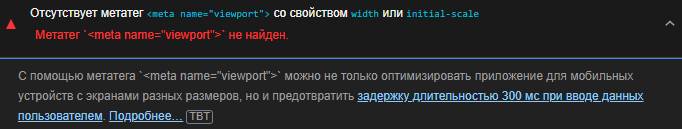 Отсутствует метатег <meta name="viewport"> со свойством width или initial-scale
Метатег `<meta name="viewport">` не найден.
С помощью метатега `<meta name="viewport">` можно не только оптимизировать приложение для мобильных
устройств с экранами разных размеров, но и предотвратить задержку длительностью 300 мс при вводе данных
пользователем. Подробнее... TBT